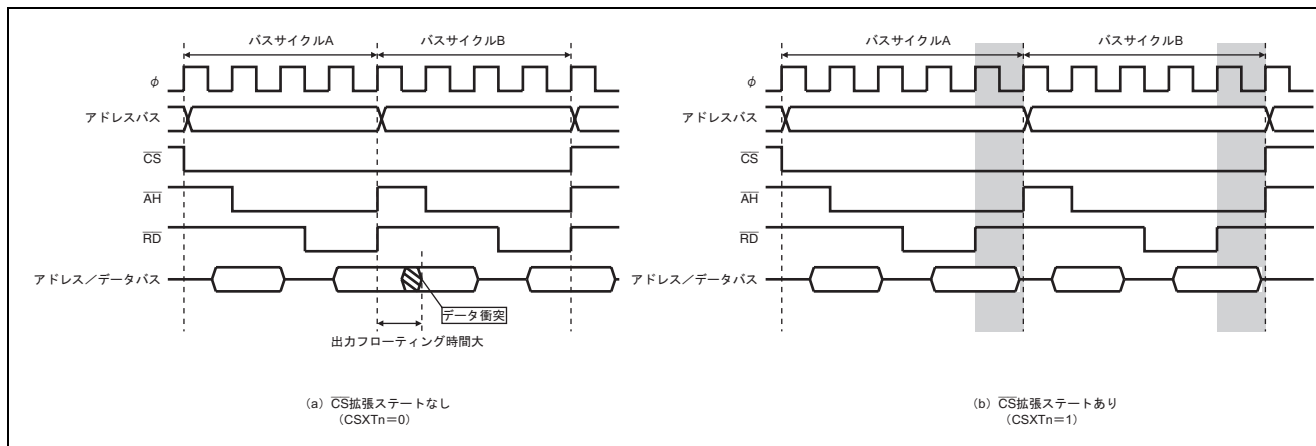 バスサイクルA
バスサイクルB
φ
アドレスバス
CS
AH
RD
アドレス／データバス
データ衝突
出力フローティング時間大
(a) CS拡張ステートなし
(CSXTn＝0)
バスサイクルA
バスサイクルB
φ
アドレスバス
CS
AH
RD
アドレス／データバス
(b) CS拡張ステートあり
(CSXTn＝1)